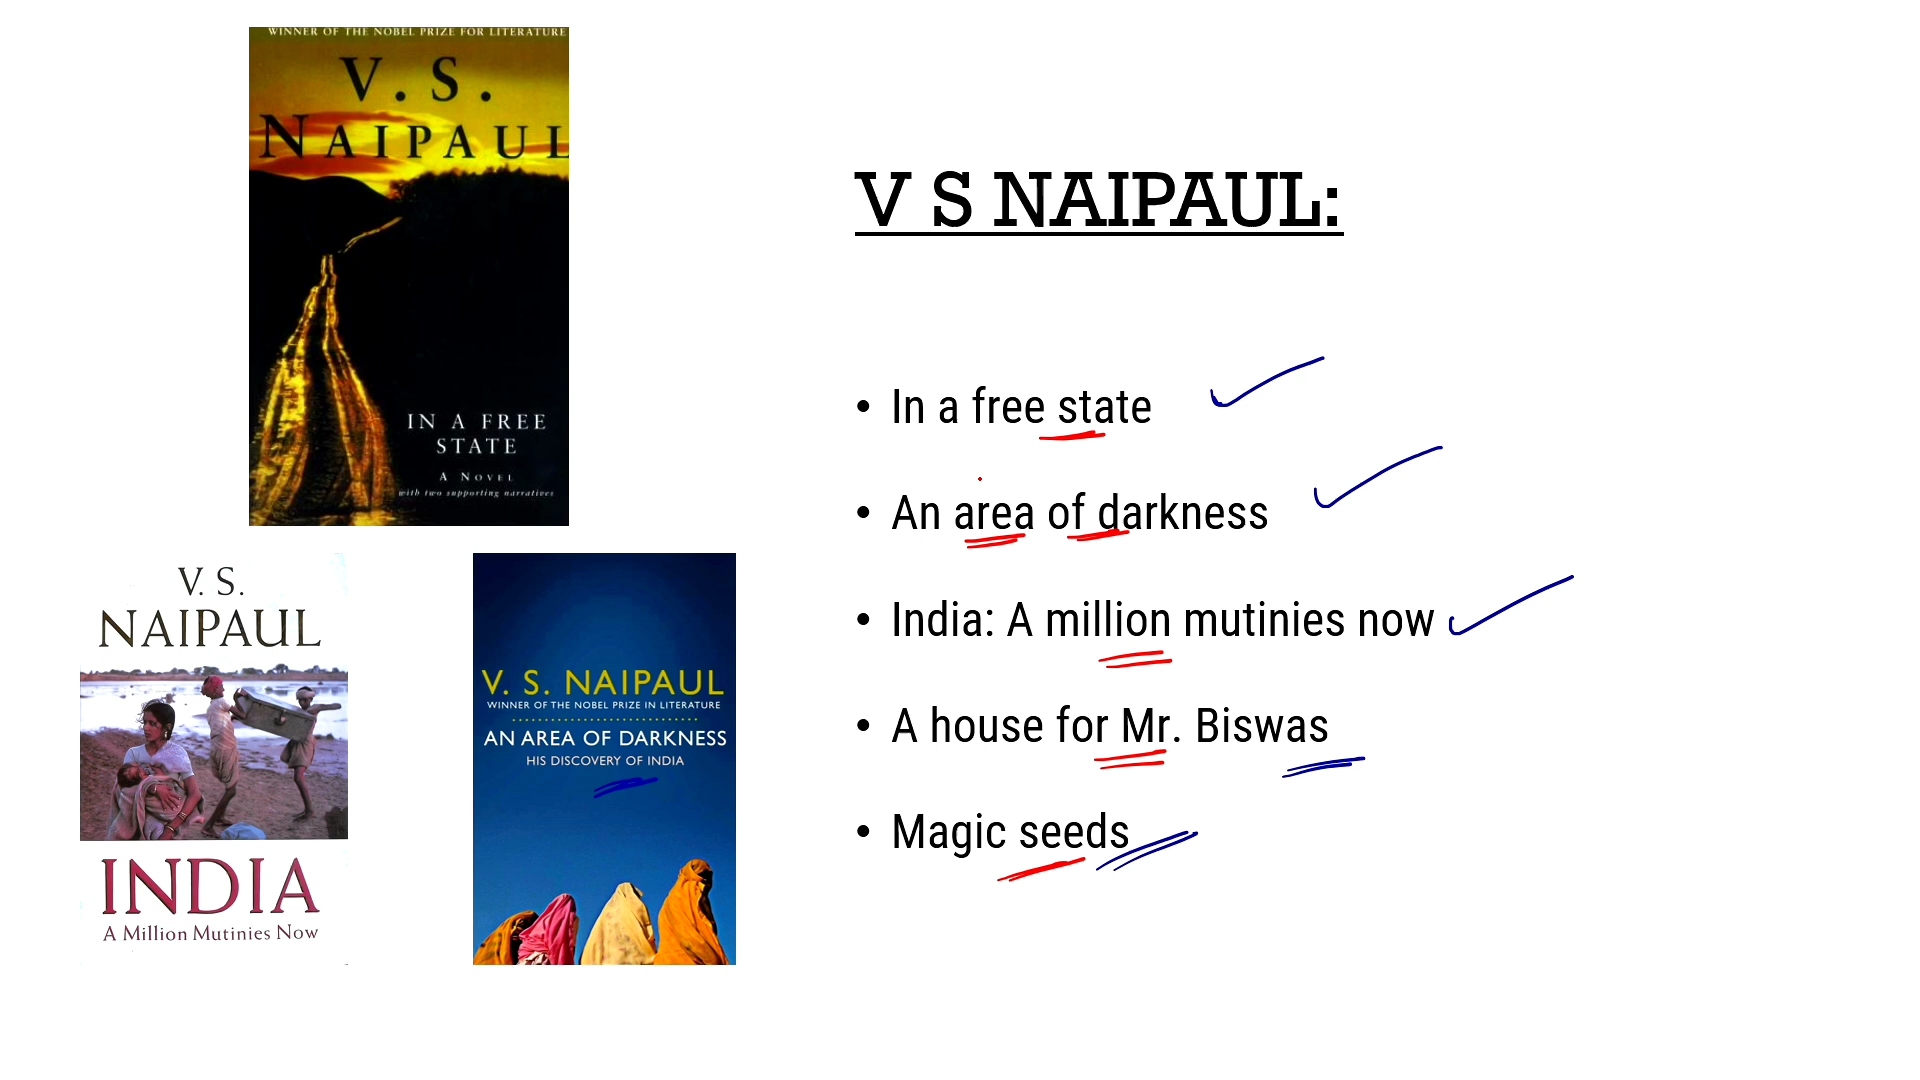 WINNER OF THE NOBEL PRIZE FOR LITERATURE
V. S.
NAIPAUL
IN A FREE
STATE
A NOVEL
with two supporting narratives
V. S.
NAIPAUL
INDIA
A Million Mutinies Now
V. S. NAIPAUL
WINNER OF THE NOBEL PRIZE IN LITERATURE
AN AREA OF DARKNESS
HIS DISCOVERY OF INDIA
V S NAIPAUL:
• In a free state
• An area of darkness
• India: A million mutinies now
• A house for Mr. Biswas
• Magic seeds